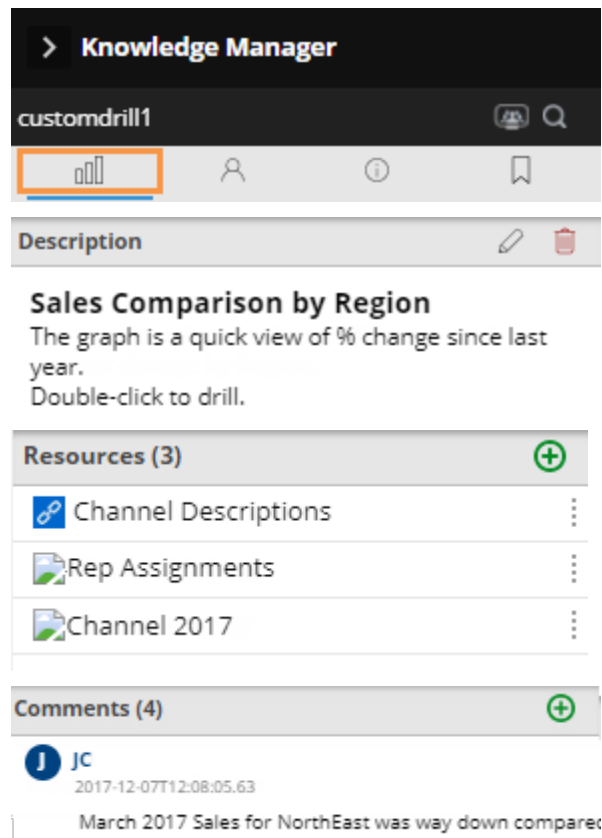 Knowledge Manager
customdrill1
Description
Sales Comparison by Region
The graph is a quick view of % change since last
year.
Double-click to drill.
Resources (3)
Channel Descriptions
Rep Assignments
Channel 2017
Comments (4)
J JC
2017-12-07T12:08:05.63
March 2017 Sales for NorthEast was way down compared